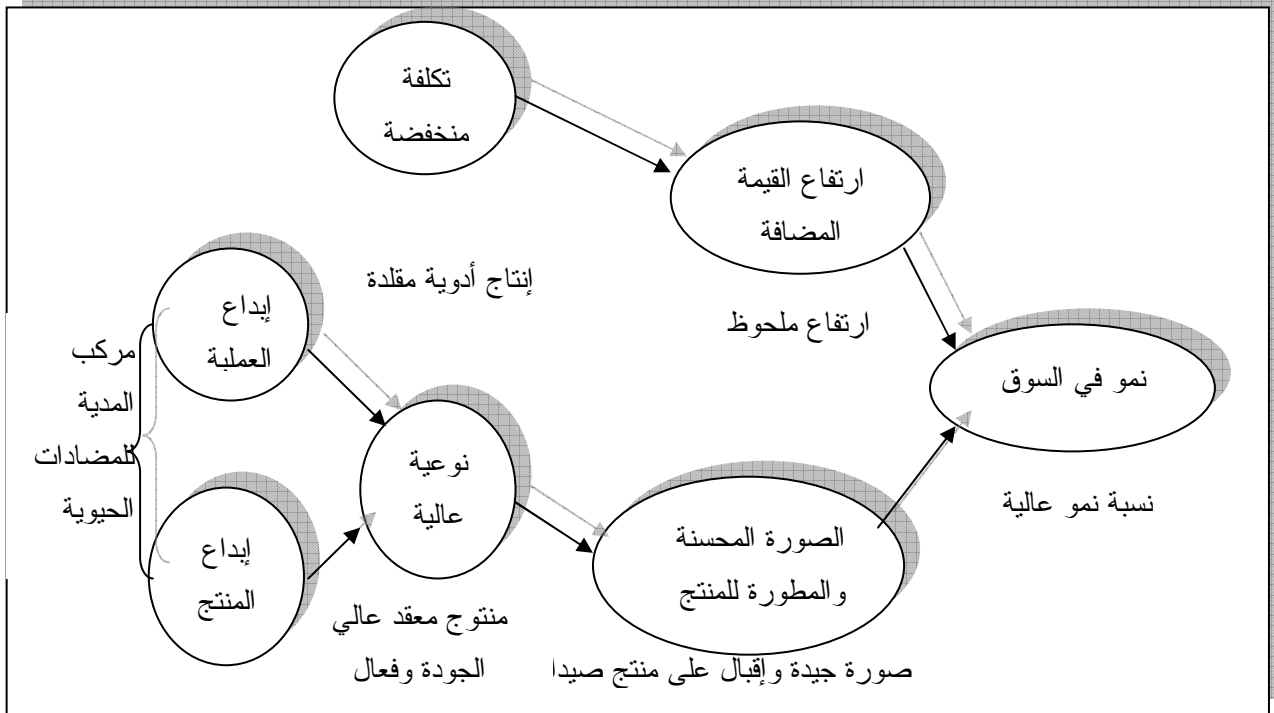 تكلفة
منخفضة
ارتفاع القيمة
المضافة
إنتاج أدوية مقلدة
ارتفاع ملحوظ
إبداع
العملية
مركب
المدية
للمضادات
الحيوية
نمو في السوق
نسبة نمو عالية
نوعية
عالية
إبداع
المنتج
الصورة المحسنة
والمطورة للمنتج
منتوج معقد عالي
الجودة وفعال
صورة جيدة وإقبال على منتج صيدا